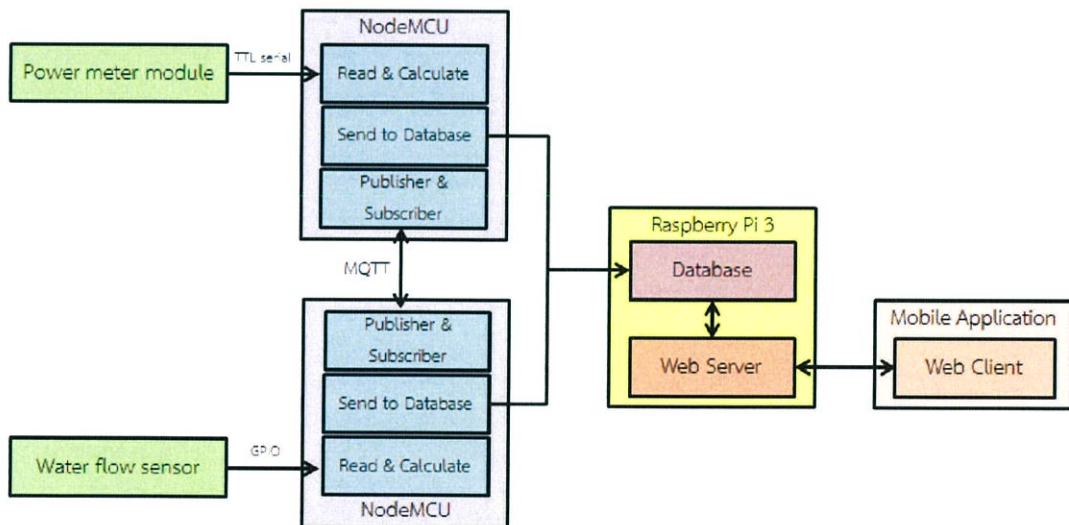 NodeMCU
Power meter module
TTL serial
Read & Calculate
Send to Database
Publisher &
Subscriber
MQTT
Raspberry Pi 3
Database
Web Server
Mobile Application
Web Client
Publisher &
Subscriber
Send to Database
Water flow sensor
GPIO
Read & Calculate
NodeMCU